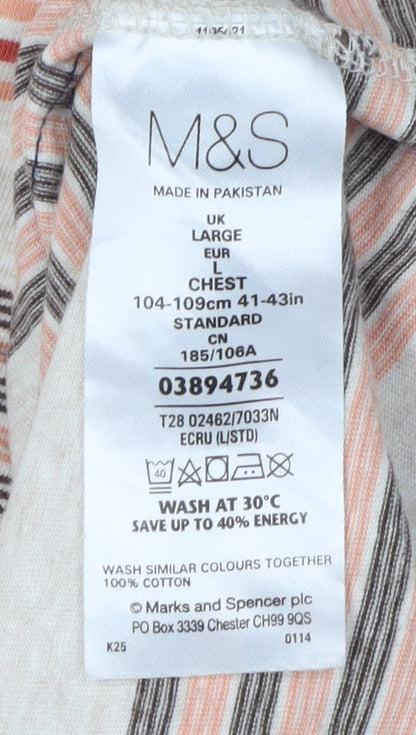 M&S
MADE IN PAKISTAN
UK
LARGE
EUR
L
CHEST
104-109cm 41-43in
STANDARD
CN
185/106A
03894736
T28 02462/7033N
ECRU (L/STD)
40
WASH AT 30°C
SAVE UP TO 40% ENERGY
WASH SIMILAR COLOURS TOGETHER
100% COTTON
© Marks and Spencer plc
PO Box 3339 Chester CH99 9QS
K25 0114